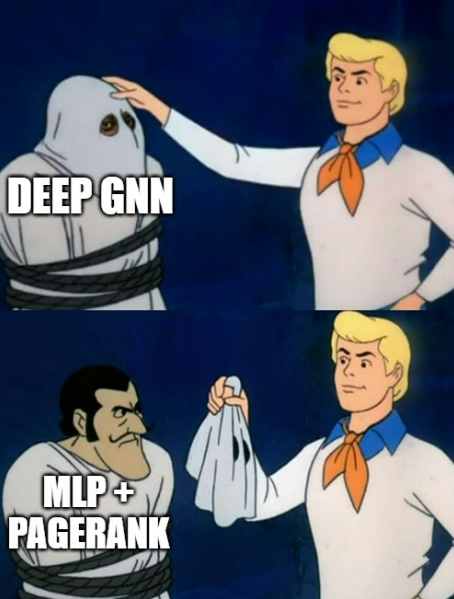 DEEP GNN
MLP +
PAGERANK